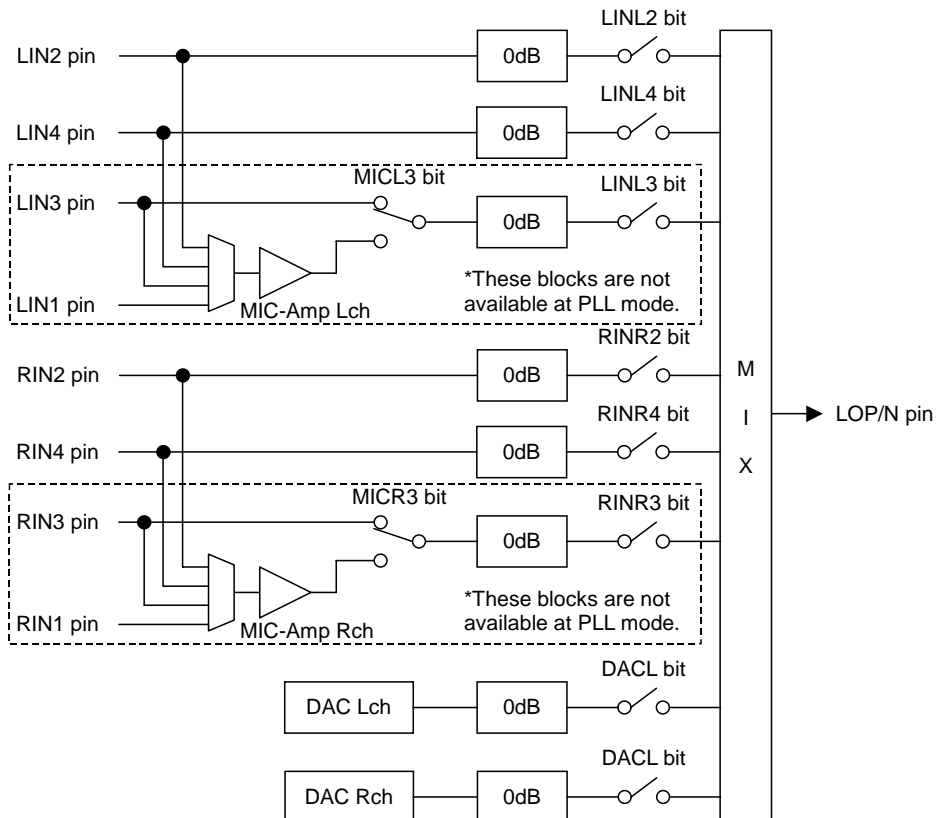 LINL2 bit
LIN2 pin
0dB
LINL4 bit
LIN4 pin
0dB
MICL3 bit
LINL3 bit
LIN3 pin
0dB
*These blocks are not
available at PLL mode.
LIN1 pin
MIC-Amp Lch
RINR2 bit
RIN2 pin
0dB
M
I
X
LOP/N pin
RINR4 bit
RIN4 pin
0dB
MICR3 bit
RINR3 bit
RIN3 pin
0dB
*These blocks are not
available at PLL mode.
RIN1 pin
MIC-Amp Rch
DACL bit
DAC Lch
0dB
DACL bit
DAC Rch
0dB